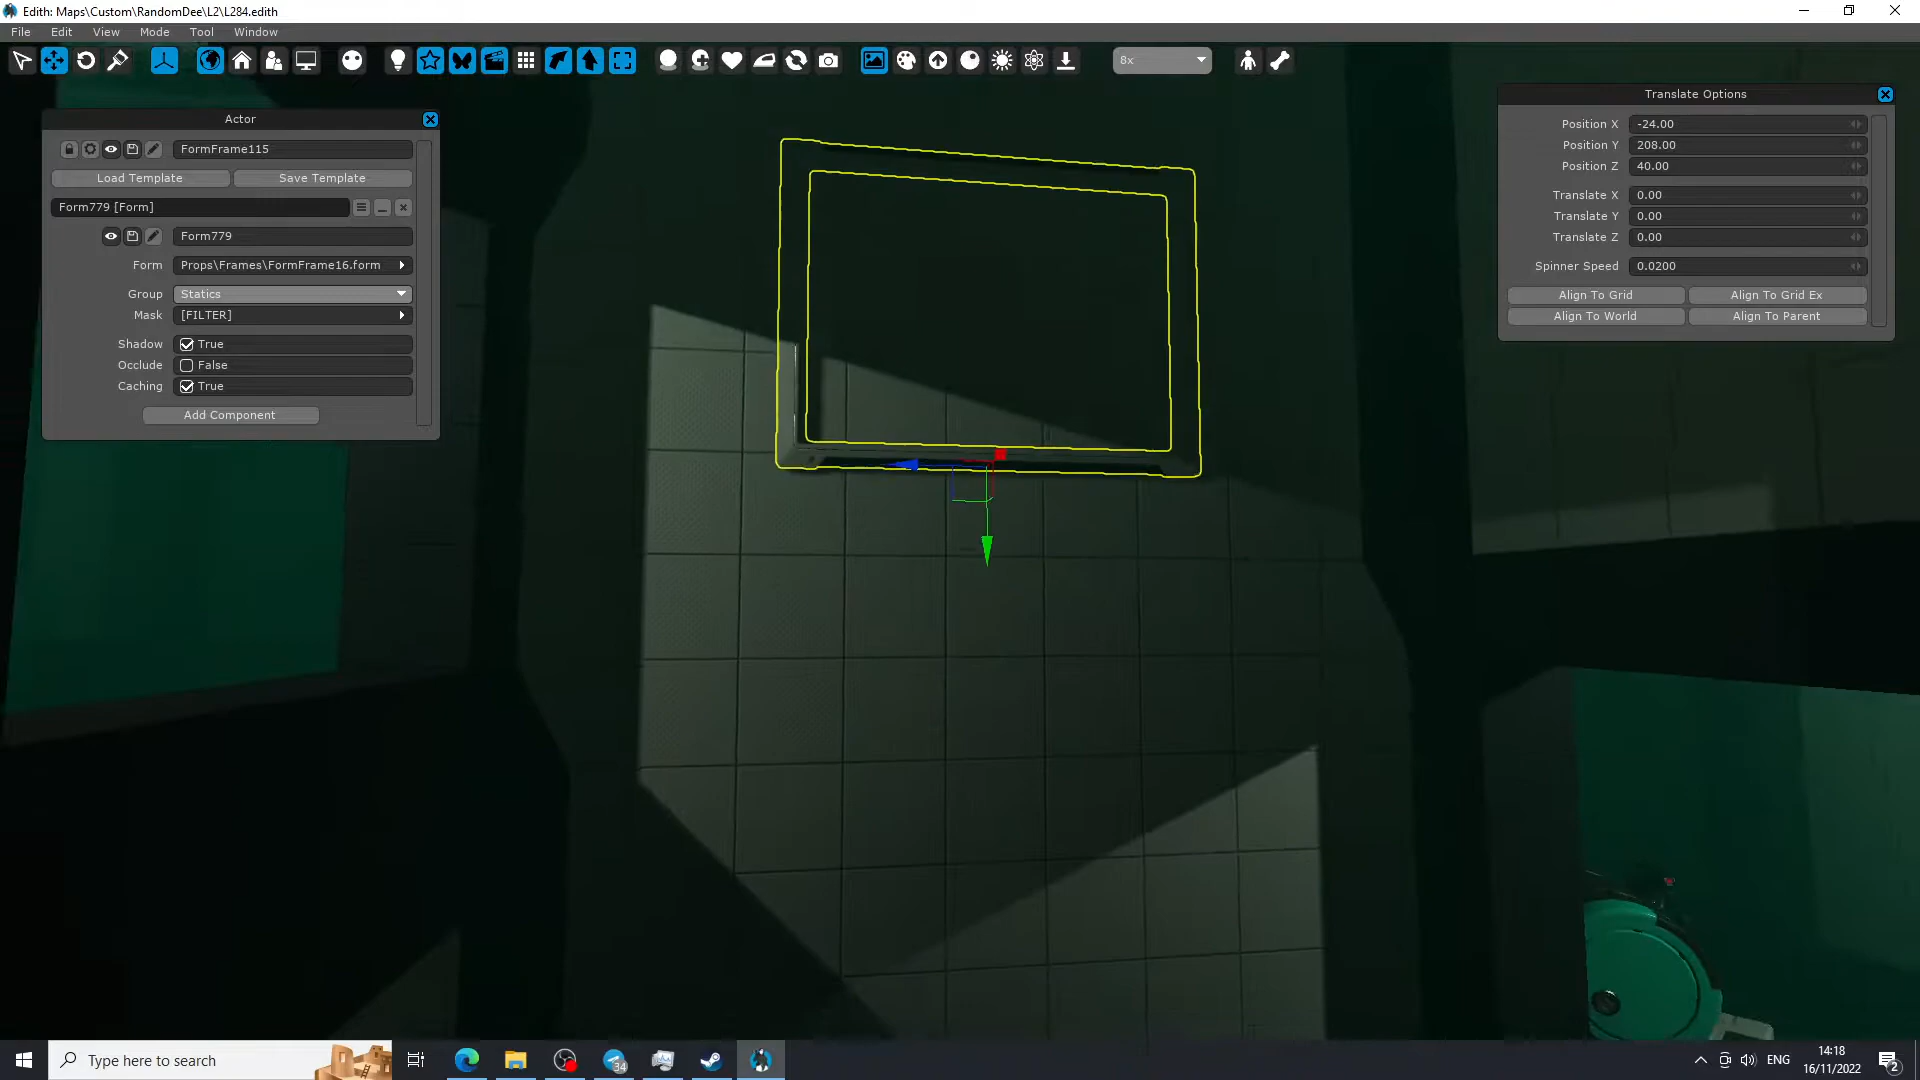 Edith: Maps\Custom\RandomDee\L2\L284.edith
File Edit View Mode Tool Window
8x
Actor
FormFrame115
Load Template Save Template
Form779 [Form]
Form779
Form Props\Frames\FormFrame16.form
Group Statics
Mask [FILTER]
Shadow True
Occlude False
Caching True
Add Component
Translate Options
Position X -24.00
Position Y 208.00
Position Z 40.00
Translate X 0.00
Translate Y 0.00
Translate Z 0.00
Spinner Speed 0.0200
Align To Grid Align To Grid Ex
Align To World Align To Parent
Type here to search
34
ENG
14:18
16/11/2022
2